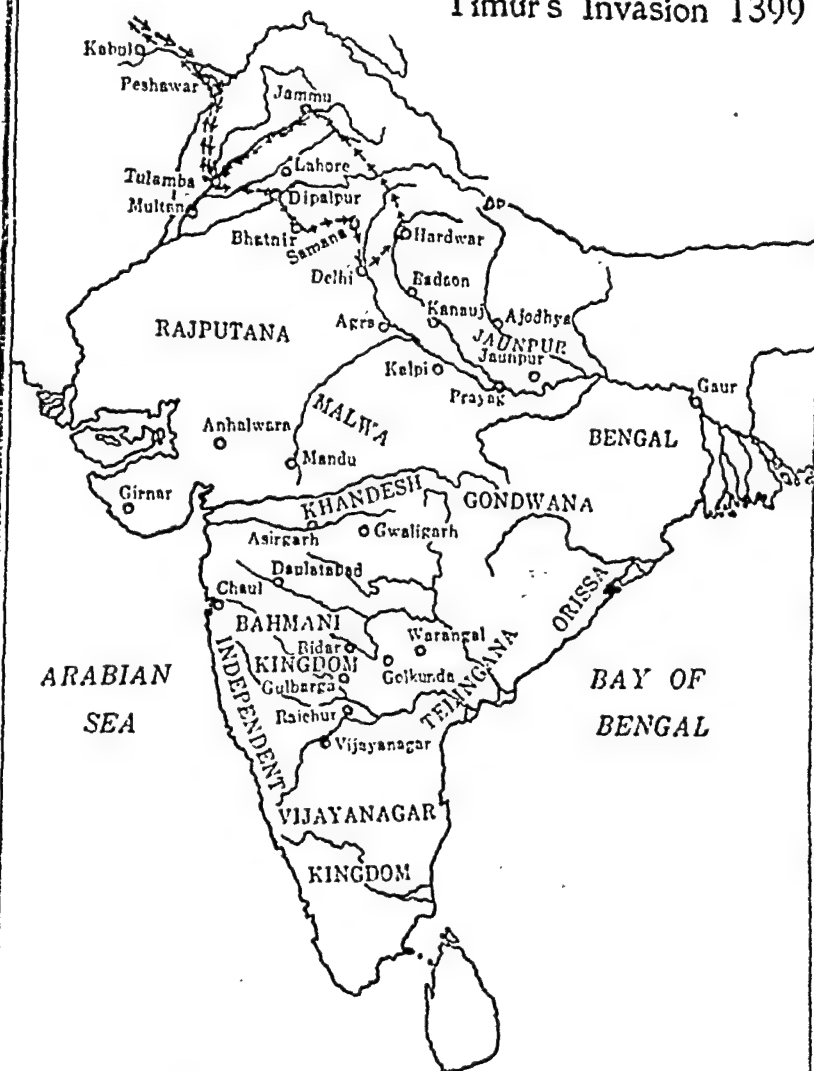 Timur's Invasion 1399
Kabul
Peshawar
Jammu
Lahore
Tulamba
Multan
Dipalpur
Bhatnir
Samana
Hardwar
Delhi
Badaon
Kanauj
Ajodhya
Agra
RAJPUTANA
JAUNPUR
Jaunpur
Kalpi
Prayag
Gaur
MALWA
Anhalwara
BENGAL
Mandu
Girnar
KHANDESH
GONDWANA
Asirgarh
Gwaligarh
Daulatabad
Chaul
ORISSA
BAHMANI
Warangal
Bidar
KINGDOM
Golkunda
Gulbarga
TELINGANA
INDEPENDENT
ARABIAN
SEA
BAY OF
BENGAL
Raichur
Vijayanagar
VIJAYANAGAR
KINGDOM